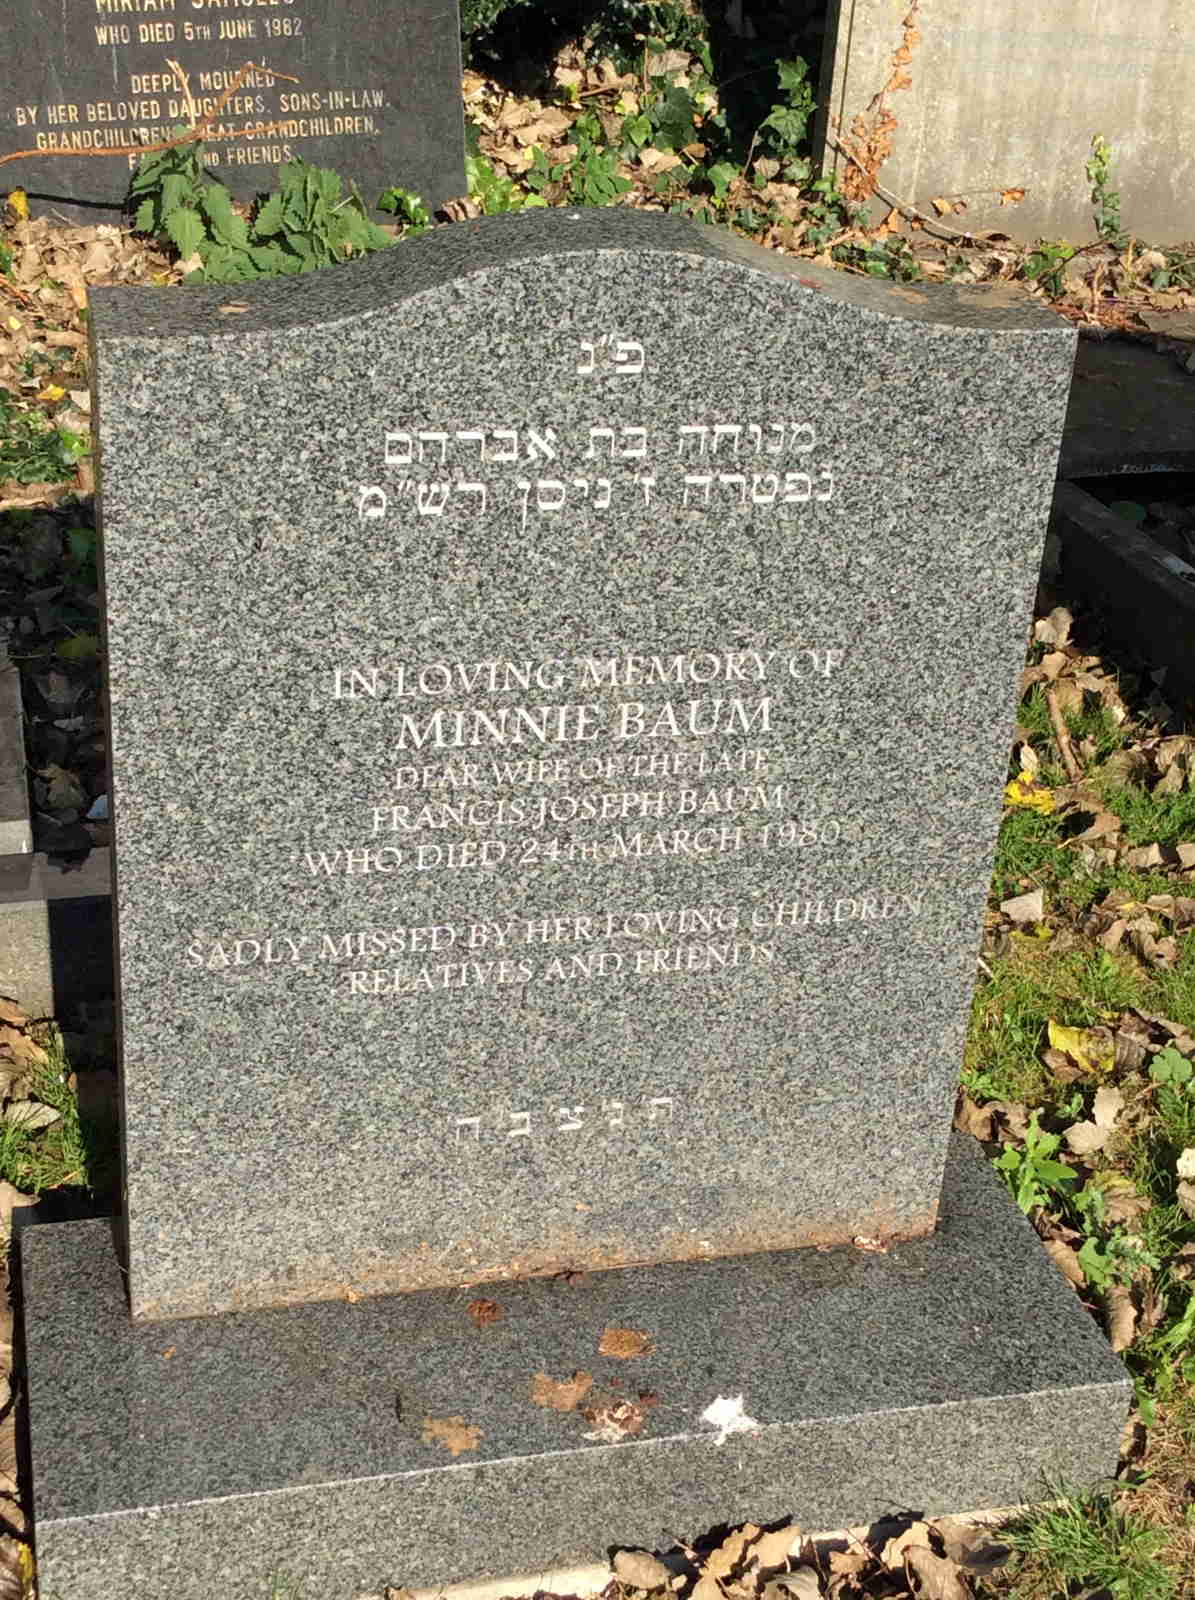 MIRIAM SAMUELS
WHO DIED 5TH JUNE 1982
DEEPLY MOURNED
BY HER BELOVED DAUGHTERS, SONS-IN-LAW,
GRANDCHILDREN, GREAT GRANDCHILDREN,
AND FRIENDS.
פ״נ
מנוחה בת אברהם
נפטרה ז׳ ניסן רש״מ
IN LOVING MEMORY OF
MINNIE BAUM
DEAR WIFE OF THE LATE
FRANCIS JOSEPH BAUM
WHO DIED 24TH MARCH 1980
SADLY MISSED BY HER LOVING CHILDREN
RELATIVES AND FRIENDS
ת׳ נ׳ צ׳ ב׳ ה